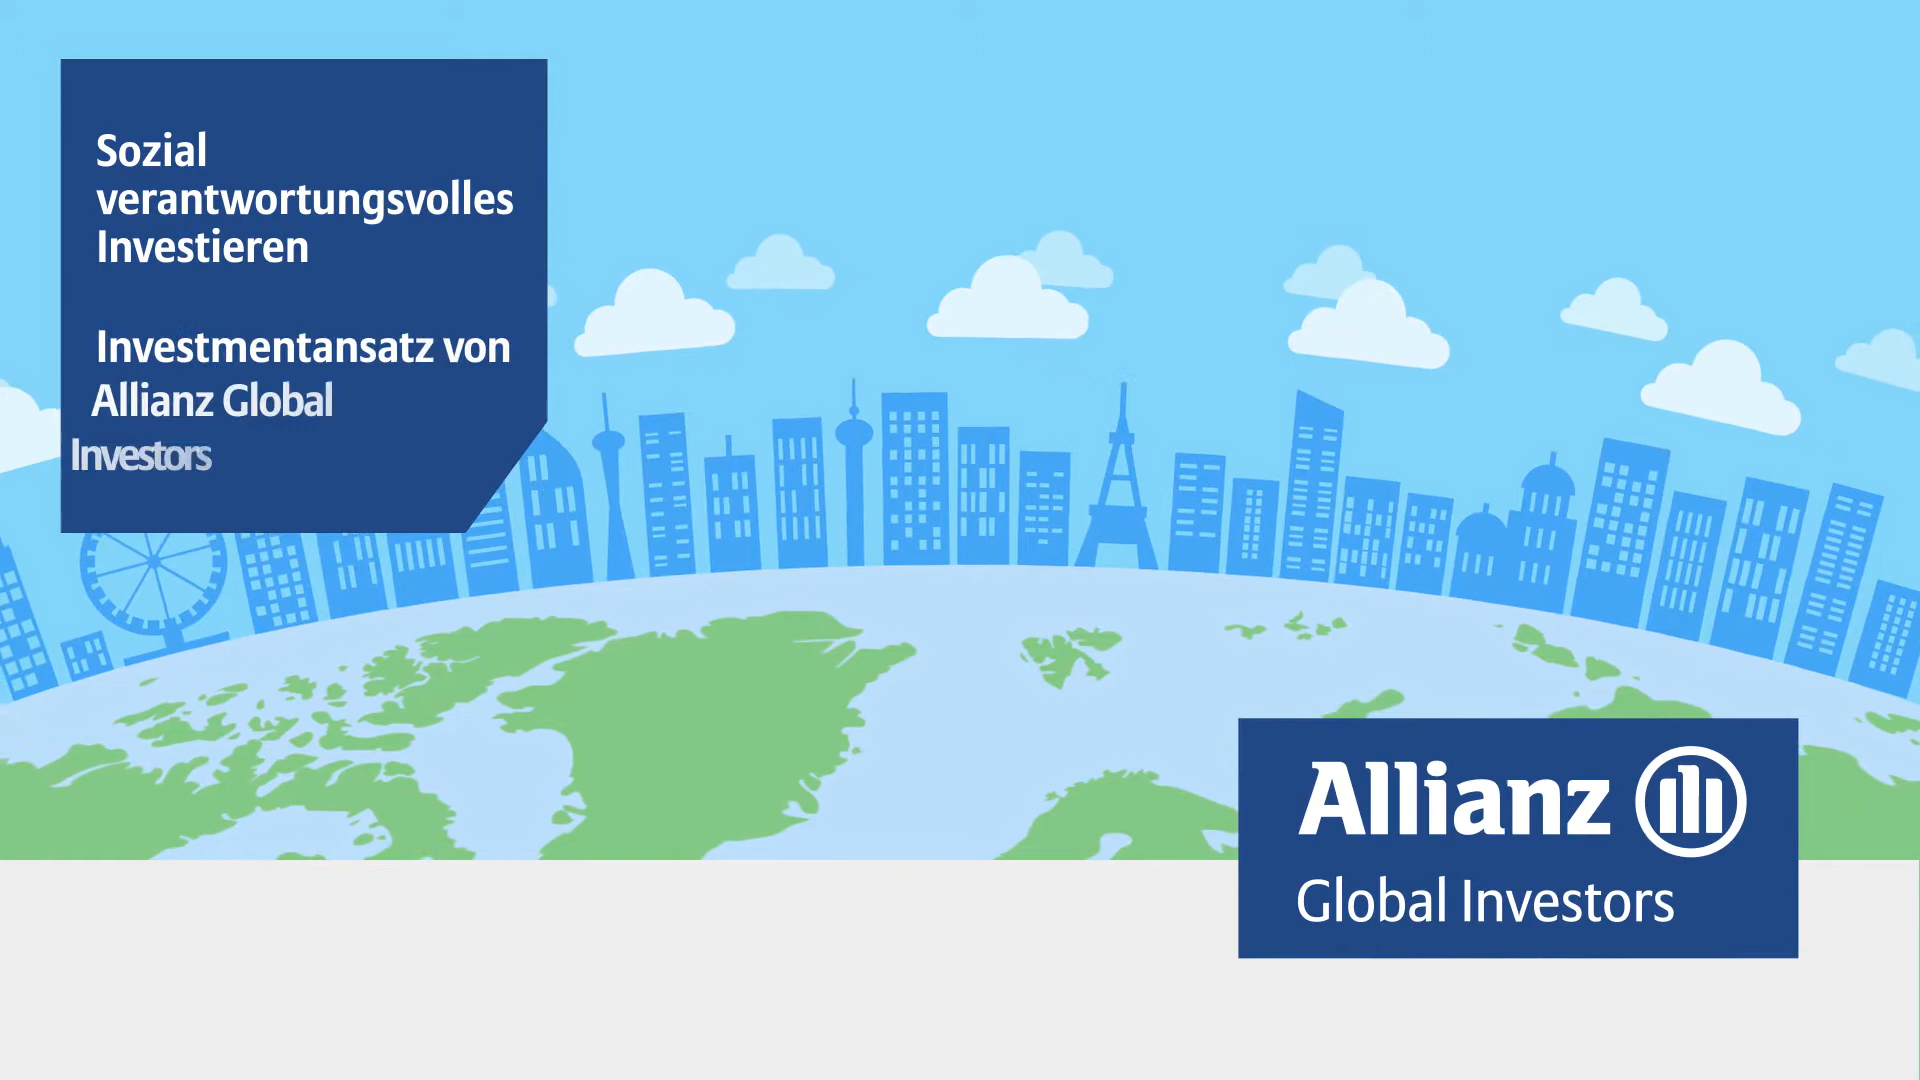 Sozial
verantwortungsvolles
Investieren
Investmentansatz von
Allianz Global
Investors
Allianz
Global Investors